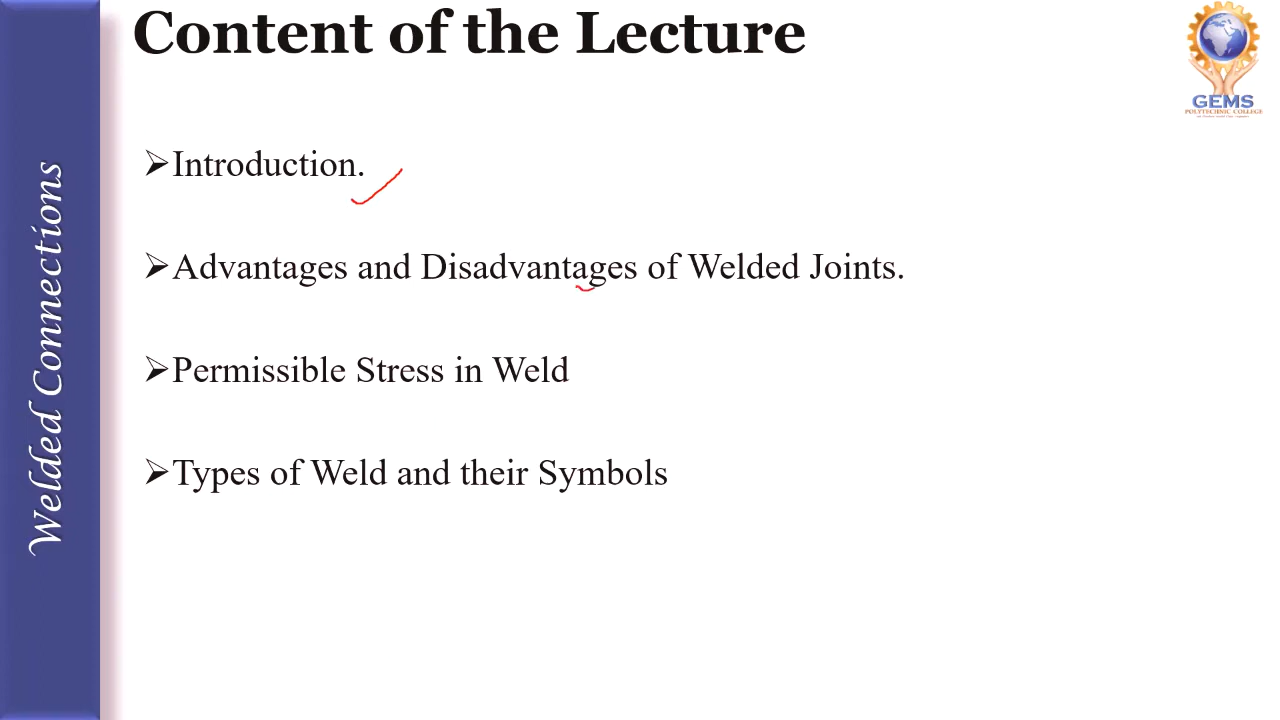 Content of the Lecture
GEMS
POLYTECHNIC COLLEGE
Welded Connections
➢Introduction.
➢Advantages and Disadvantages of Welded Joints.
➢Permissible Stress in Weld
➢Types of Weld and their Symbols